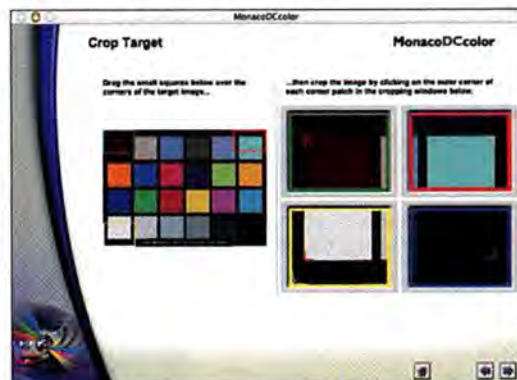 MonacoDCcolor
Crop Target
MonacoDCcolor
Drag the small squares below over the
corners of the target image...
...then crop the image by clicking on the outer corner of
each corner patch in the cropping windows below.